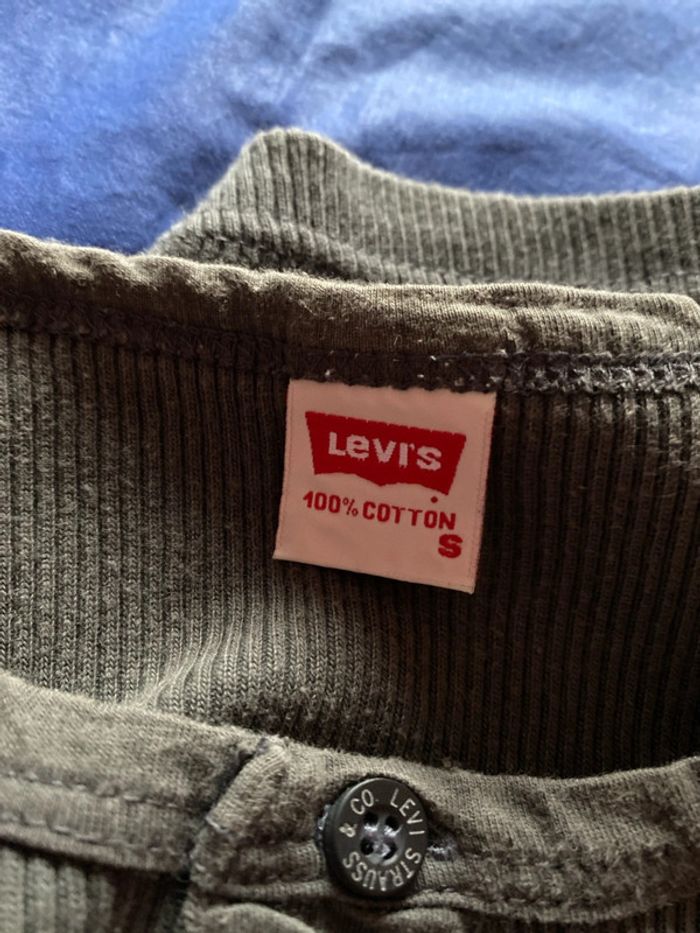 Levi's
100% COTTON
S
LEVI STRAUSS & CO.